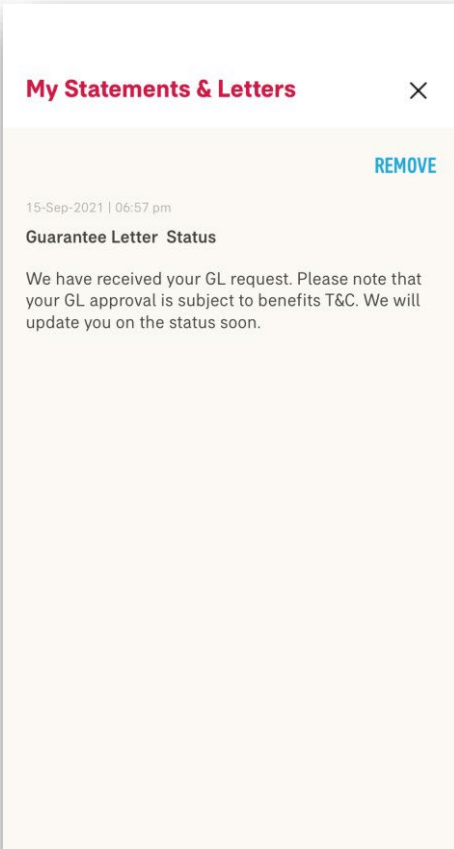 My Statements & Letters
REMOVE
15-Sep-2021 | 06:57 pm
Guarantee Letter Status
We have received your GL request. Please note that
your GL approval is subject to benefits T&C. We will
update you on the status soon.